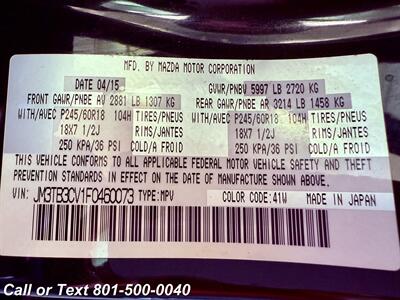 MFD. BY MAZDA MOTOR CORPORATION
DATE 04/15 GVWR/PNBV 5997 LB 2720 KG
FRONT GAWR/PNBE AV 2881 LB 1307 KG REAR GAWR/PNBE AR 3214 LB 1458 KG
WITH/AVEC P245/60R18 104H TIRES/PNEUS WITH/AVEC P245/60R18 104H TIRES/PNEUS
18X7 1/2J RIMS/JANTES 18X7 1/2J RIMS/JANTES
250 KPA/36 PSI COLD/A FROID 250 KPA/36 PSI COLD/A FROID
THIS VEHICLE CONFORMS TO ALL APPLICABLE FEDERAL MOTOR VEHICLE SAFETY AND THEFT
PREVENTION STANDARDS IN EFFECT ON THE DATE OF MANUFACTURE SHOWN ABOVE.
VIN: JM3TB3CV1F0460073 TYPE:MPV
COLOR CODE:41W MADE IN JAPAN
Call or Text 801-500-0040